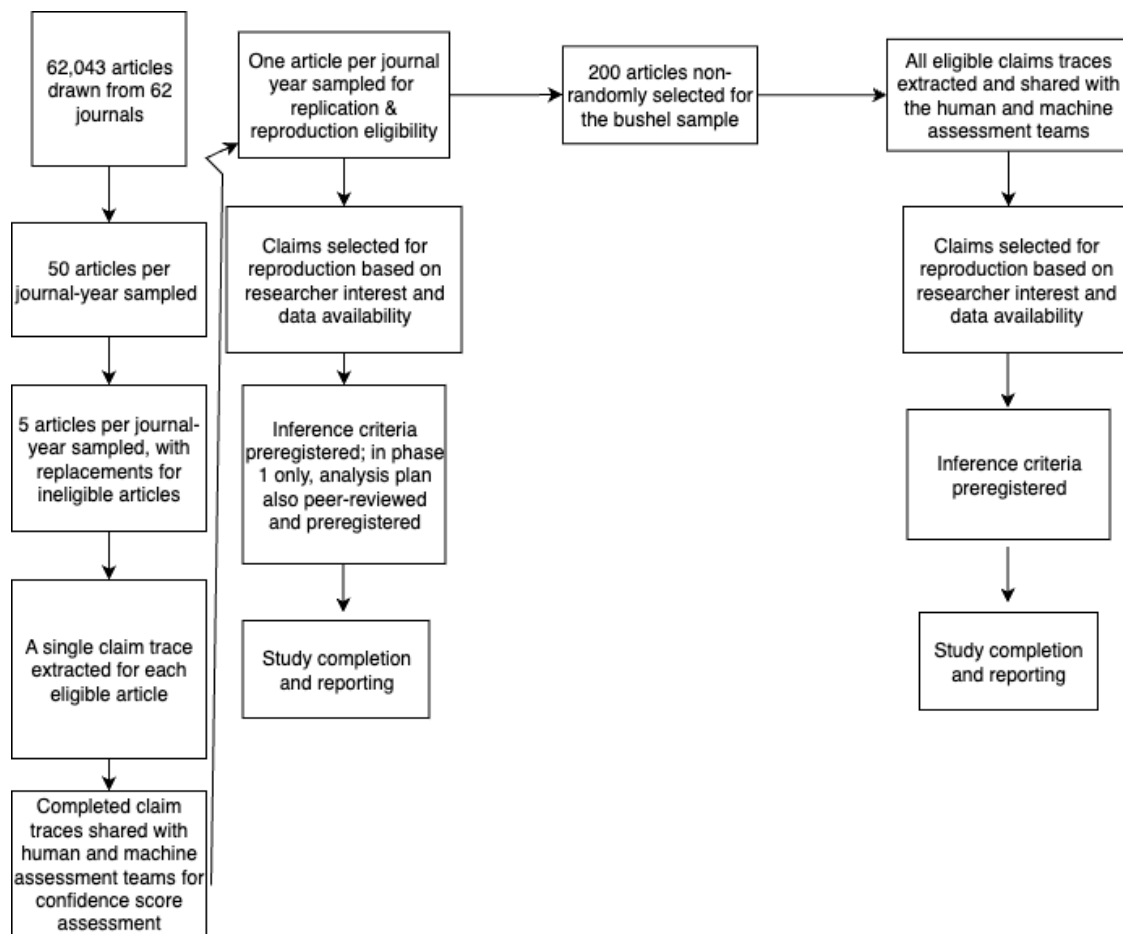 62,043 articles
drawn from 62
journals
50 articles per
journal-year sampled
5 articles per journal-
year sampled, with
replacements for
ineligible articles
A single claim trace
extracted for each
eligible article
Completed claim
traces shared with
human and machine
assessment teams for
confidence score
assessment
One article per journal
year sampled for
replication &
reproduction eligibility
Claims selected for
reproduction based on
researcher interest and
data availability
Inference criteria
preregistered; in phase
1 only, analysis plan
also peer-reviewed
and preregistered
Study completion
and reporting
200 articles non-
randomly selected for
the bushel sample
All eligible claims traces
extracted and shared with
the human and machine
assessment teams
Claims selected for
reproduction based on
researcher interest and
data availability
Inference criteria
preregistered
Study completion
and reporting